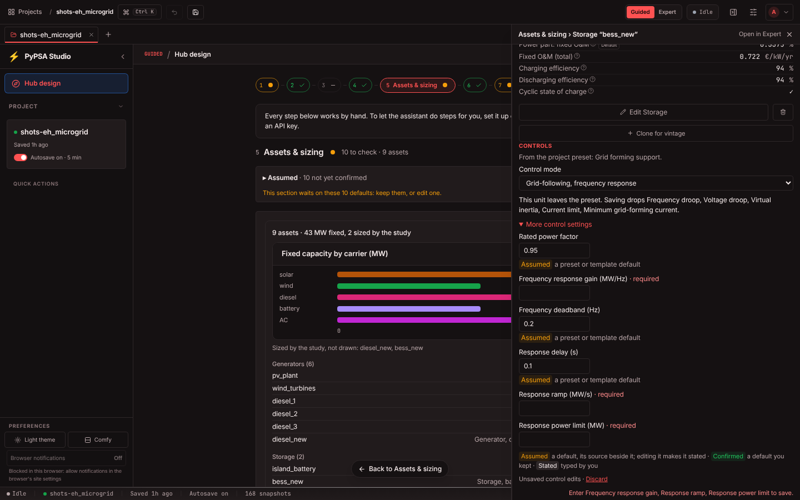 Projects / shots-eh_microgrid Ctrl K Guided Expert Idle A
shots-eh_microgrid
PyPSA Studio
Hub design
PROJECT
shots-eh_microgrid
Saved 1h ago
Autosave on · 5 min
QUICK ACTIONS
PREFERENCES
Light theme Comfy
Browser notifications Off
Blocked in this browser: allow notifications in the
browser's site settings
GUIDED / Hub design
1 2 3 4 5 Assets & sizing 6 7
Every step below works by hand. To let the assistant do steps for you, set it up
an API key.
5 Assets & sizing 10 to check · 9 assets
Assumed · 10 not yet confirmed
This section waits on these 10 defaults: keep them, or edit one.
9 assets · 43 MW fixed, 2 sized by the study
Fixed capacity by carrier (MW)
solar
wind
diesel
battery
AC
0
Sized by the study, not drawn: diesel_new, bess_new
Generators (6)
pv_plant
wind_turbines
diesel_1
diesel_2
diesel_3
diesel_new Generator,
Storage (2)
island_battery
bess_new Storage,
Back to Assets & sizing
Assets & sizing › Storage "bess_new" Open in Expert
Fixed O&M (total) 0.722 €/kW/yr
Charging efficiency 94 %
Discharging efficiency 94 %
Cyclic state of charge ✓
Edit Storage
+ Clone for vintage
CONTROLS
From the project preset: Grid forming support.
Control mode
Grid-following, frequency response
This unit leaves the preset. Saving drops Frequency droop, Voltage droop, Virtual
inertia, Current limit, Minimum grid-forming current.
More control settings
Rated power factor
0.95
Assumed a preset or template default
Frequency response gain (MW/Hz) · required
Frequency deadband (Hz)
0.2
Assumed a preset or template default
Response delay (s)
0.1
Assumed a preset or template default
Response ramp (MW/s) · required
Response power limit (MW) · required
Assumed a default, its source beside it; editing it makes it stated · Confirmed a default you
kept · Stated typed by you
Unsaved control edits · Discard
Enter Frequency response gain, Response ramp, Response power limit to save.
Idle · shots-eh_microgrid · Saved 1h ago · Autosave on · 168 snapshots